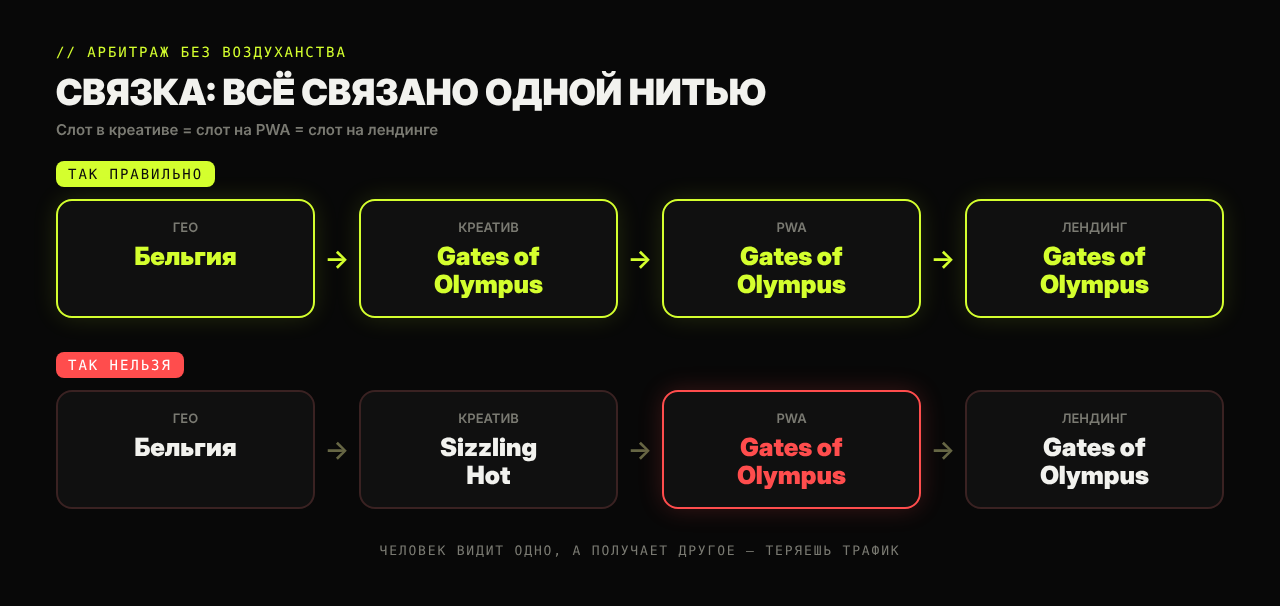 // АРБИТРАЖ БЕЗ ВОЗДУХАНСТВА
СВЯЗКА: ВСЁ СВЯЗАНО ОДНОЙ НИТЬЮ
Слот в креативе = слот на PWA = слот на лендинге
ТАК ПРАВИЛЬНО
ГЕО
Бельгия
→
КРЕАТИВ
Gates of
Olympus
→
PWA
Gates of
Olympus
→
ЛЕНДИНГ
Gates of
Olympus
ТАК НЕЛЬЗЯ
ГЕО
Бельгия
→
КРЕАТИВ
Sizzling
Hot
→
PWA
Gates of
Olympus
→
ЛЕНДИНГ
Gates of
Olympus
ЧЕЛОВЕК ВИДИТ ОДНО, А ПОЛУЧАЕТ ДРУГОЕ — ТЕРЯЕШЬ ТРАФИК